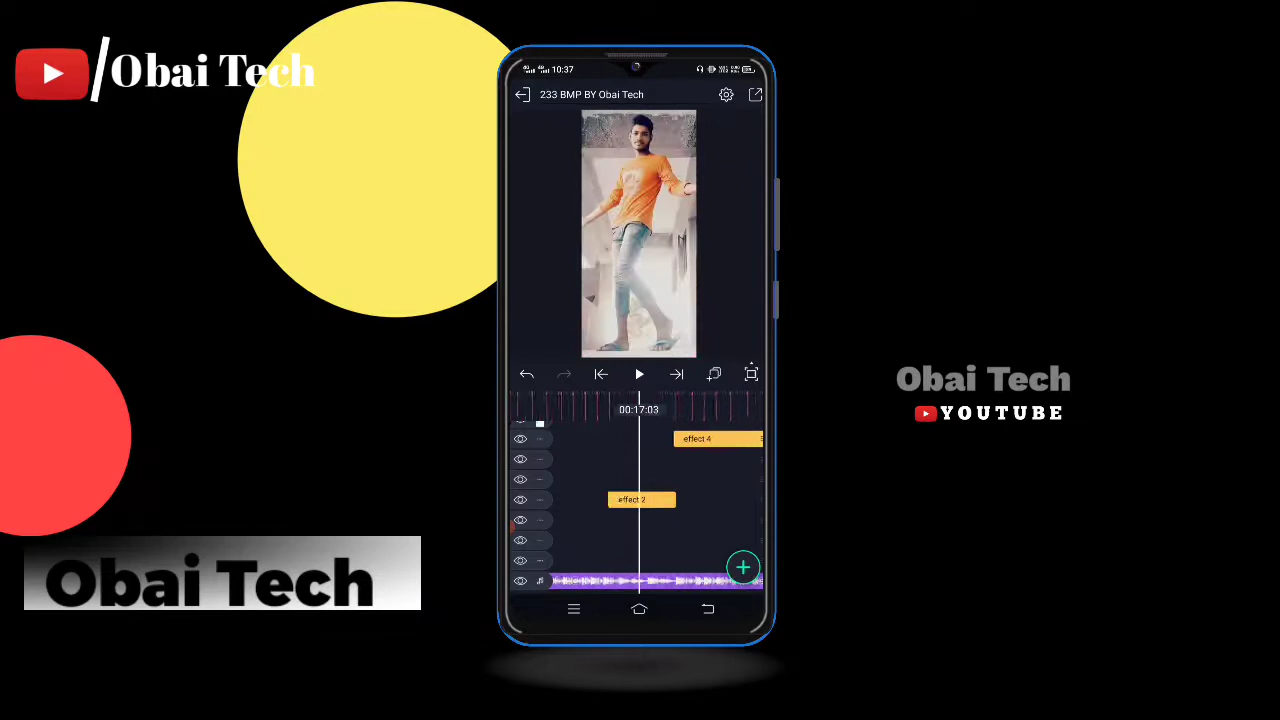 Obai Tech
10:37
233 BMP BY Obai Tech
00:17:03
effect 4
effect 2
Obai Tech
YOUTUBE
Obai Tech